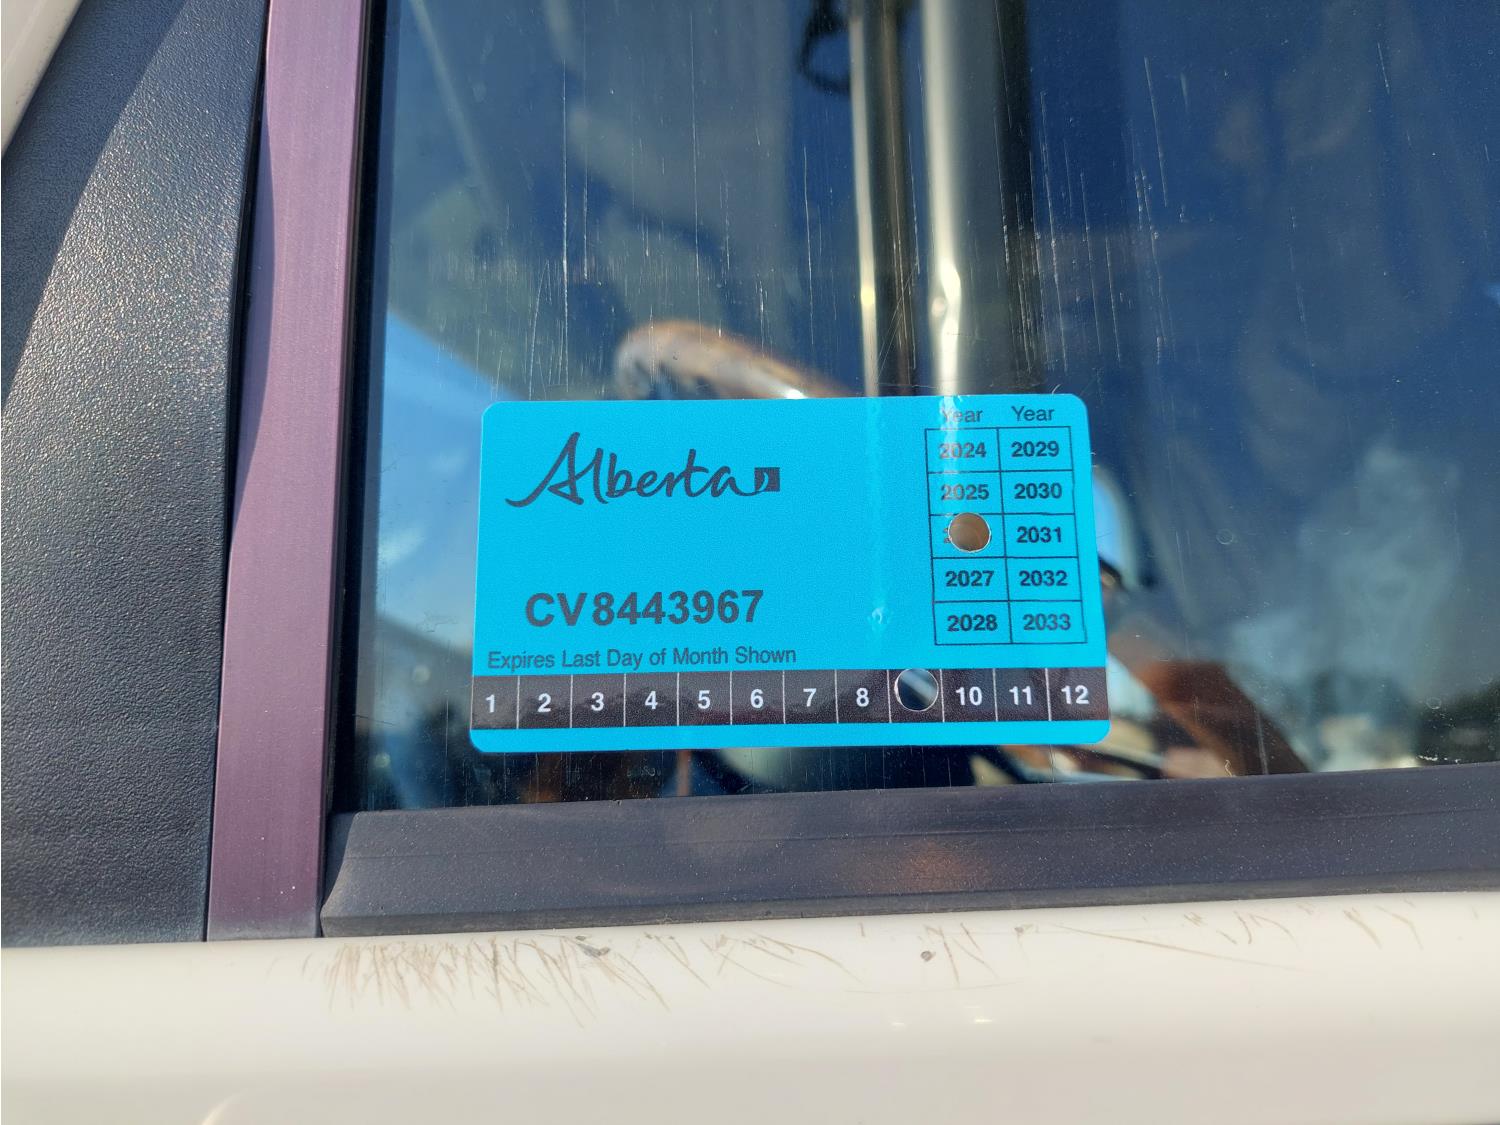 Alberta
Year Year
2024 2029
2025 2030
2031
2027 2032
2028 2033
CV8443967
Expires Last Day of Month Shown
1 2 3 4 5 6 7 8 10 11 12